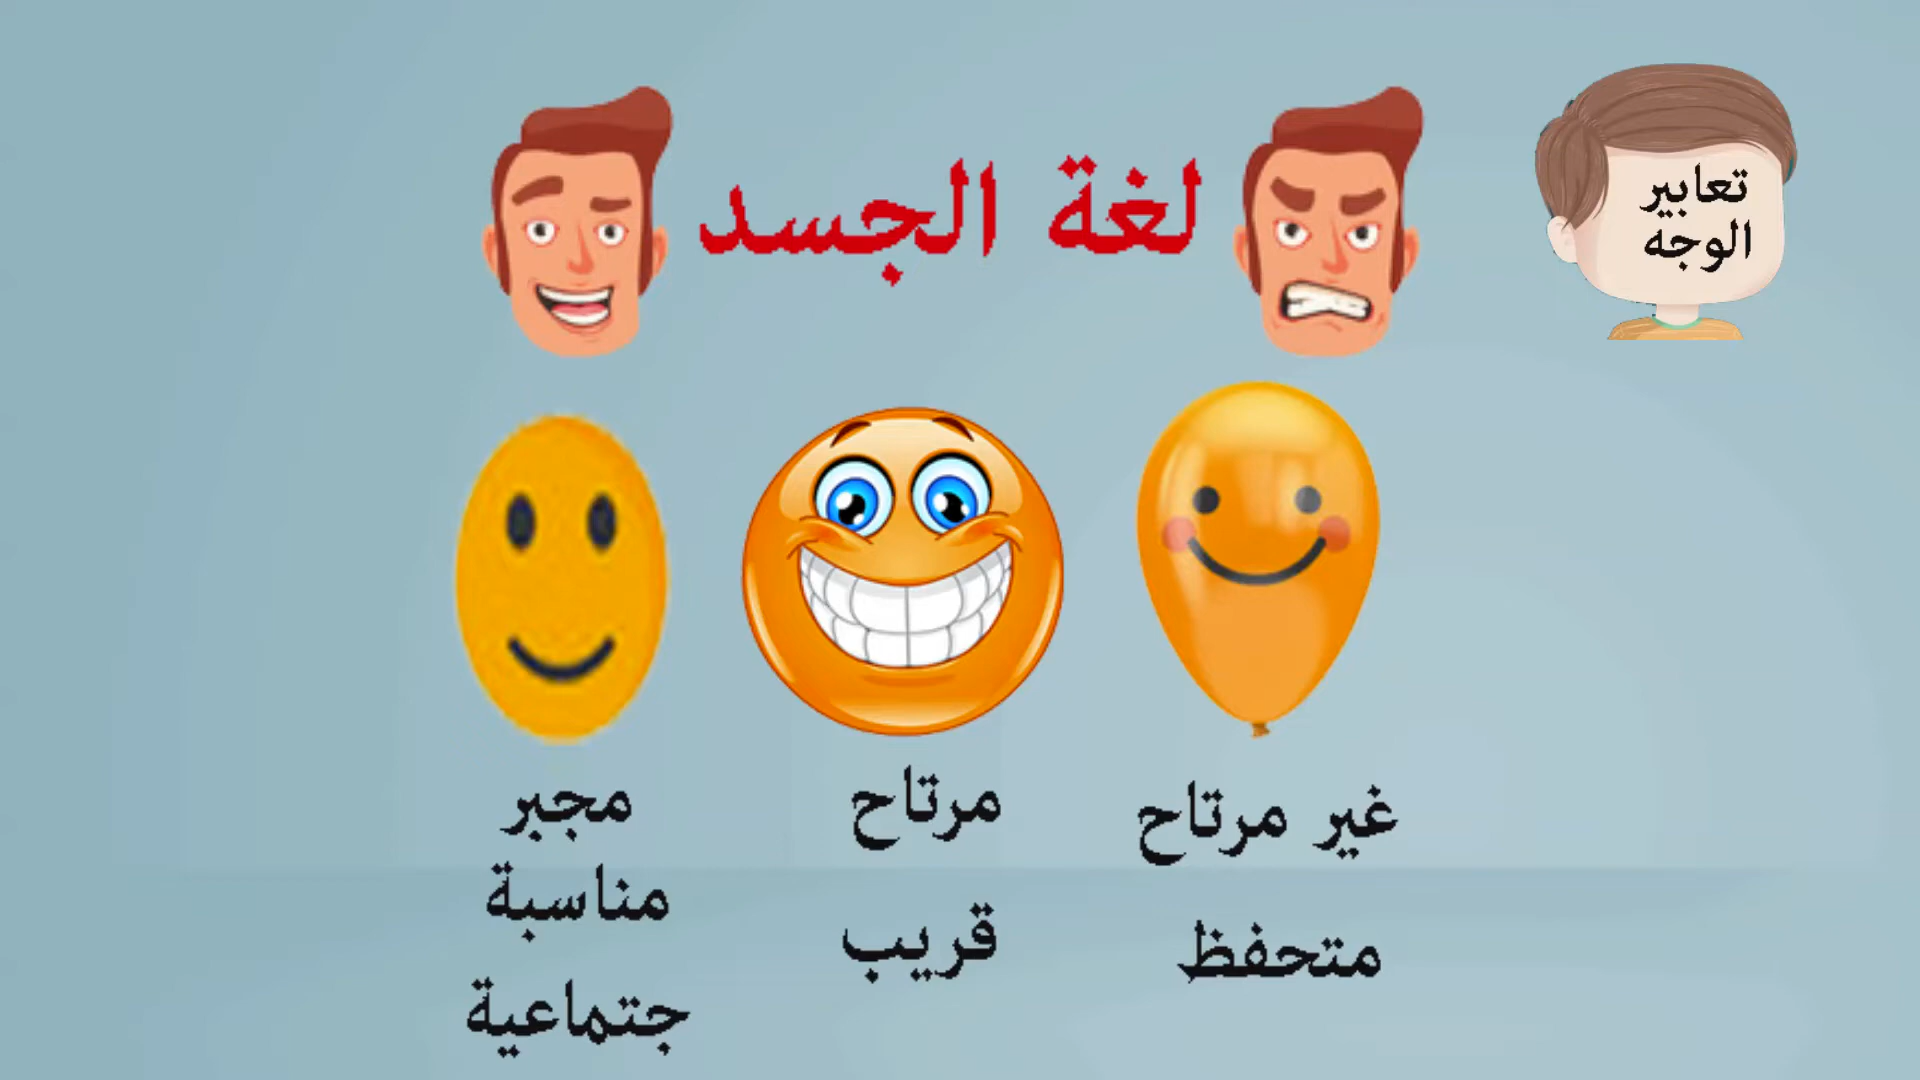 تعابير
الوجه
لغة الجسد
غير مرتاح
متحفظ
مرتاح
قريب
مجبر
مناسبة
جتماعية